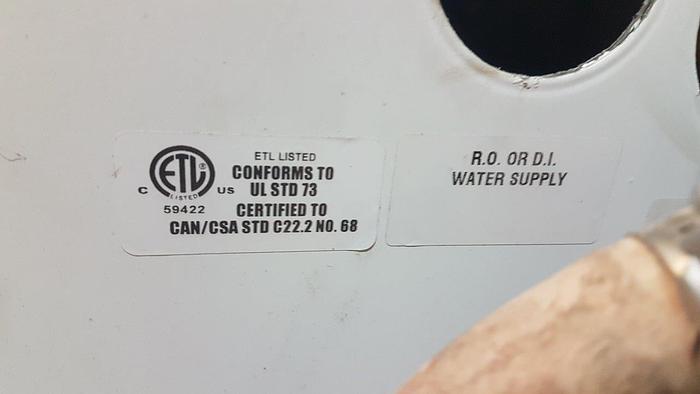 ETL LISTED
CONFORMS TO
UL STD 73
CERTIFIED TO
CAN/CSA STD C22.2 NO. 68
C ETL® US
LISTED
59422
R.O. OR D.I.
WATER SUPPLY